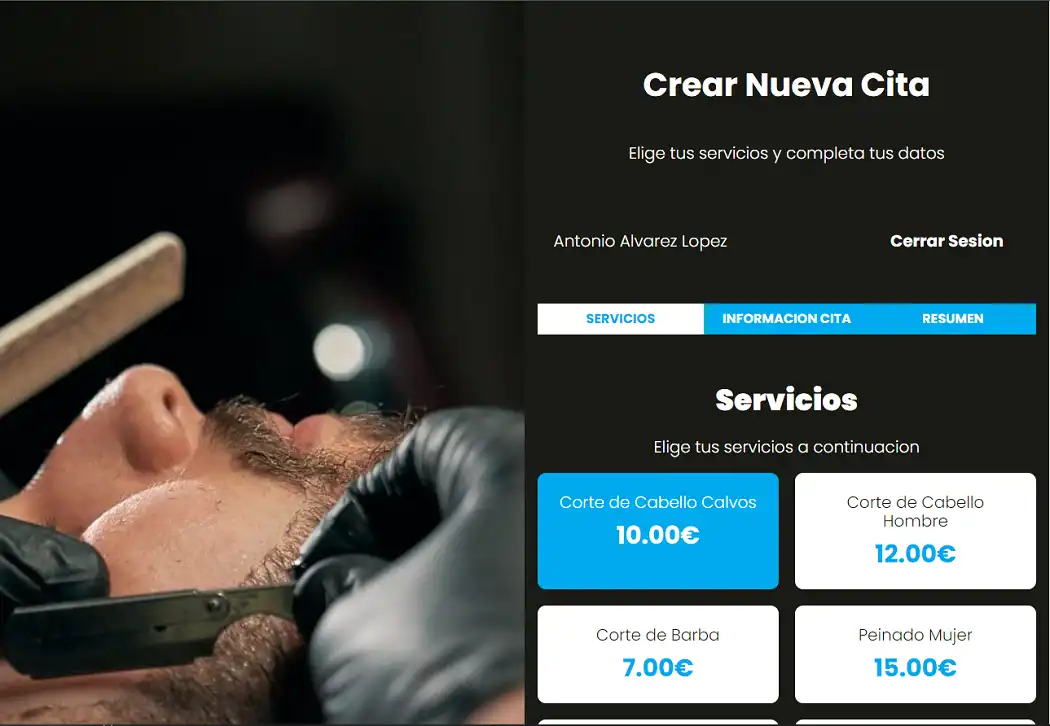 Crear Nueva Cita
Elige tus servicios y completa tus datos
Antonio Alvarez Lopez
Cerrar Sesion
SERVICIOS
INFORMACION CITA
RESUMEN
Servicios
Elige tus servicios a continuacion
Corte de Cabello Calvos
10.00€
Corte de Cabello
Hombre
12.00€
Corte de Barba
7.00€
Peinado Mujer
15.00€